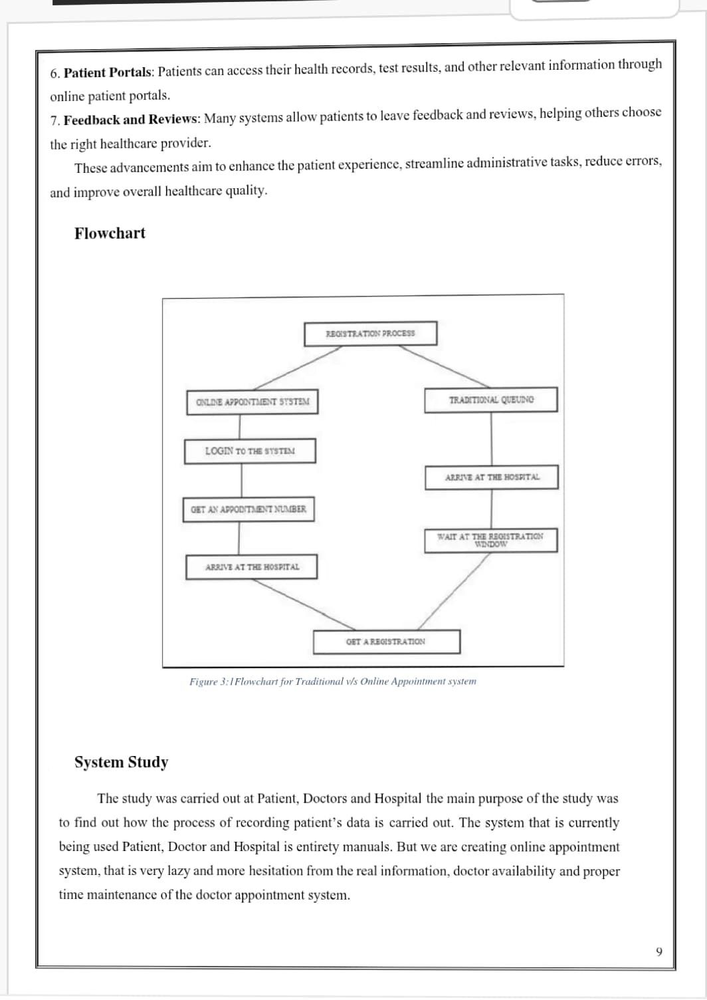 6. Patient Portals: Patients can access their health records, test results, and other relevant information through
online patient portals.
7. Feedback and Reviews: Many systems allow patients to leave feedback and reviews, helping others choose
the right healthcare provider.
These advancements aim to enhance the patient experience, streamline administrative tasks, reduce errors,
and improve overall healthcare quality.
Flowchart
REGISTRATION PROCESS
ONLINE APPOINTMENT SYSTEM
LOGIN TO THE SYSTEM
GET AN APPOINTMENT NUMBER
ARRIVE AT THE HOSPITAL
TRADITIONAL QUEUING
ARRIVE AT THE HOSPITAL
WAIT AT THE REGISTRATION
WINDOW
GET A REGISTRATION
Figure 3:1Flowchart for Traditional v/s Online Appointment system
System Study
The study was carried out at Patient, Doctors and Hospital the main purpose of the study was
to find out how the process of recording patient’s data is carried out. The system that is currently
being used Patient, Doctor and Hospital is entirety manuals. But we are creating online appointment
system, that is very lazy and more hesitation from the real information, doctor availability and proper
time maintenance of the doctor appointment system.
9